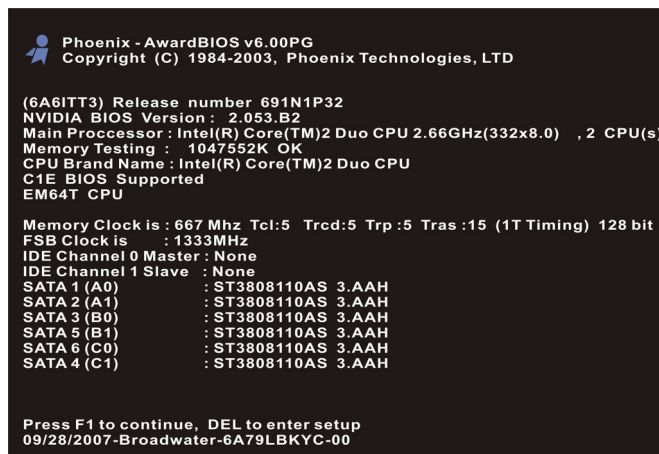 Phoenix - AwardBIOS v6.00PG
Copyright (C) 1984-2003, Phoenix Technologies, LTD
(6A6ITT3) Release number 691N1P32
NVIDIA BIOS Version : 2.053.B2
Main Proccessor : Intel(R) Core(TM)2 Duo CPU 2.66GHz(332x8.0) , 2 CPU(s)
Memory Testing : 1047552K OK
CPU Brand Name : Intel(R) Core(TM)2 Duo CPU
C1E BIOS Supported
EM64T CPU
Memory Clock is : 667 Mhz Tcl:5 Trcd:5 Trp :5 Tras :15 (1T Timing) 128 bit
FSB Clock is : 1333MHz
IDE Channel 0 Master : None
IDE Channel 1 Slave : None
SATA 1 (A0) : ST3808110AS 3.AAH
SATA 2 (A1) : ST3808110AS 3.AAH
SATA 3 (B0) : ST3808110AS 3.AAH
SATA 5 (B1) : ST3808110AS 3.AAH
SATA 6 (C0) : ST3808110AS 3.AAH
SATA 4 (C1) : ST3808110AS 3.AAH
Press F1 to continue, DEL to enter setup
09/28/2007-Broadwater-6A79LBKYC-00